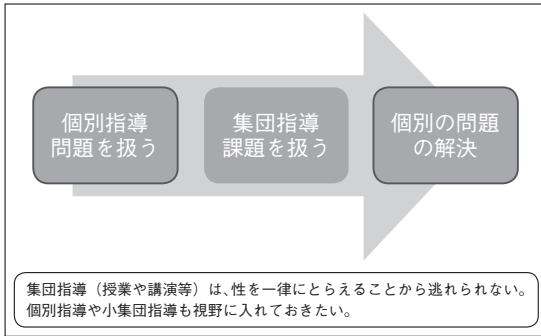 個別指導
問題を扱う
集団指導
課題を扱う
個別の問題
の解決
集団指導（授業や講演等）は、性を一律にとらえることから逃れられない。
個別指導や小集団指導も視野に入れておきたい。